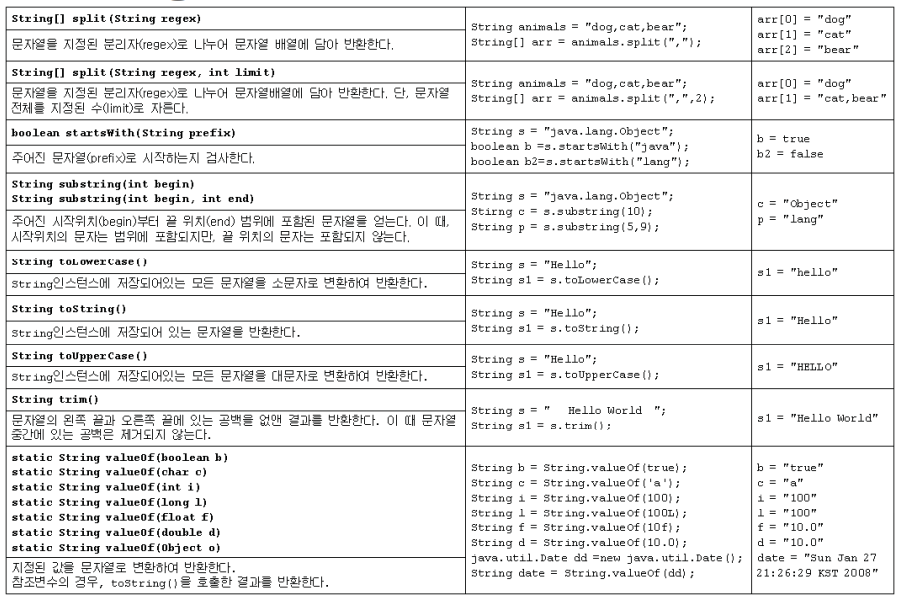 String[] split(String regex)
문자열을 지정된 분리자(regex)로 나누어 문자열 배열에 담아 반환한다.
String animals = "dog,cat,bear";
String[] arr = animals.split(",");
arr[0] = "dog"
arr[1] = "cat"
arr[2] = "bear"
String[] split(String regex, int limit)
문자열을 지정된 분리자(regex)로 나누어 문자열배열에 담아 반환한다. 단, 문자열
전체를 지정된 수(limit)로 자른다.
String animals = "dog,cat,bear";
String[] arr = animals.split(",",2);
arr[0] = "dog"
arr[1] = "cat,bear"
boolean startsWith(String prefix)
주어진 문자열(prefix)로 시작하는지 검사한다.
String s = "java.lang.Object";
boolean b =s.startsWith("java");
boolean b2=s.startsWith("lang");
b = true
b2 = false
String substring(int begin)
String substring(int begin, int end)
주어진 시작위치(begin)부터 끝 위치(end) 범위에 포함된 문자열을 얻는다. 이 때,
시작위치의 문자는 범위에 포함되지만, 끝 위치의 문자는 포함되지 않는다.
String s = "java.lang.Object";
Stirng c = s.substring(10);
String p = s.substring(5,9);
c = "Object"
p = "lang"
String toLowerCase()
String인스턴스에 저장되어있는 모든 문자열을 소문자로 변환하여 반환한다.
String s = "Hello";
String s1 = s.toLowerCase();
s1 = "hello"
String toString()
String인스턴스에 저장되어 있는 문자열을 반환한다.
String s = "Hello";
String s1 = s.toString();
s1 = "Hello"
String toUpperCase()
String인스턴스에 저장되어있는 모든 문자열을 대문자로 변환하여 반환한다.
String s = "Hello";
String s1 = s.toUpperCase();
s1 = "HELLO"
String trim()
문자열의 왼쪽 끝과 오른쪽 끝에 있는 공백을 없앤 결과를 반환한다. 이 때 문자열
중간에 있는 공백은 제거되지 않는다.
String s = "   Hello World  ";
String s1 = s.trim();
s1 = "Hello World"
static String valueOf(boolean b)
static String valueOf(char c)
static String valueOf(int i)
static String valueOf(long l)
static String valueOf(float f)
static String valueOf(double d)
static String valueOf(Object o)
지정된 값을 문자열로 변환하여 반환한다.
참조변수의 경우, toString()을 호출한 결과를 반환한다.
String b = String.valueOf(true);
String c = String.valueOf('a');
String i = String.valueOf(100);
String l = String.valueOf(100L);
String f = String.valueOf(10f);
String d = String.valueOf(10.0);
java.util.Date dd =new java.util.Date();
String date = String.valueOf(dd);
b = "true"
c = "a"
i = "100"
l = "100"
f = "10.0"
d = "10.0"
date = "Sun Jan 27
21:26:29 KST 2008"